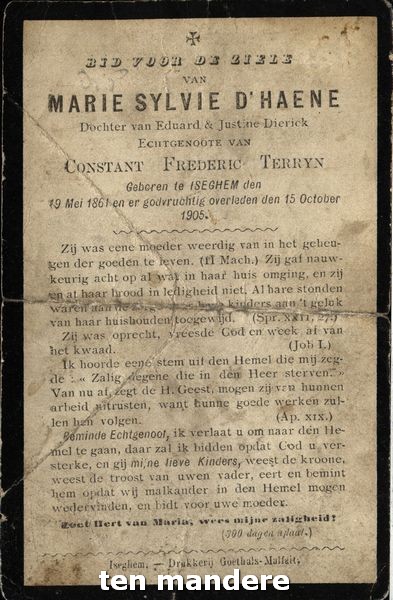 BID VOOR DE ZIELE
VAN
MARIE SYLVIE D'HAENE
Dochter van Eduard & Justine Dierick
ECHTGENOOTE VAN
CONSTANT FREDERIC TERRYN
Geboren te ISEGHEM den
19 Mei 1861 en er godvruchtig overleden den 15 October
1905.
Zij was eene moeder weerdig van in het geheu-
gen der goeden te leven. (II Mach.) Zij gaf nauw-
keurig acht op al wat in haar huis omging, en zij
en at haar brood in ledigheid niet. Al hare stonden
waren aan de kinders aan 't geluk
van haar huishouden toegewijd. (Spr. XXII, 27.)
Zij was oprecht, vreesde God en week af van
het kwaad. (Job I.)
Ik hoorde eene stem uit den Hemel die mij zeg-
de : « Zalig degene die in den Heer sterven. »
Van nu af, zegt de H. Geest, mogen zij van hunnen
arbeid uitrusten, want hunne goede werken zul-
len hen volgen. (Ap. XIX.)
Beminde Echtgenoot, ik verlaat u om naar den He-
mel te gaan, daar zal ik bidden opdat God u ver-
sterke, en gij mijne lieve Kinders, weest de kroone,
weest de troost van uwen vader, eert en bemint
hem opdat wij malkander in den Hemel mogen
wedervinden, en bidt voor uwe moeder.
Zoet Hert van Maria, wees mijne zaligheid!
(300 dagen aflaat.)
Iseghem, — Drukkerij Goethals-Malfeit,
ten mandere